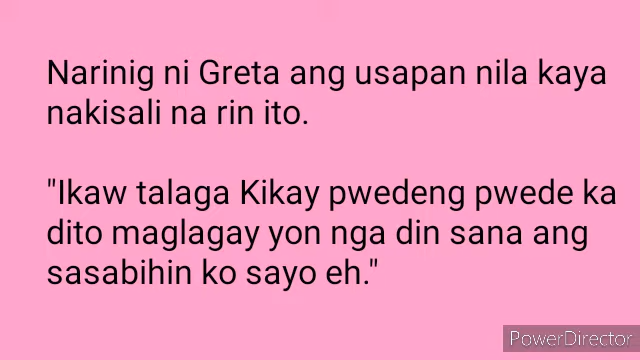 Narinig ni Greta ang usapan nila kaya
nakisali na rin ito.
"Ikaw talaga Kikay pwedeng pwede ka
dito maglagay yon nga din sana ang
sasabihin ko sayo eh."
PowerDirector